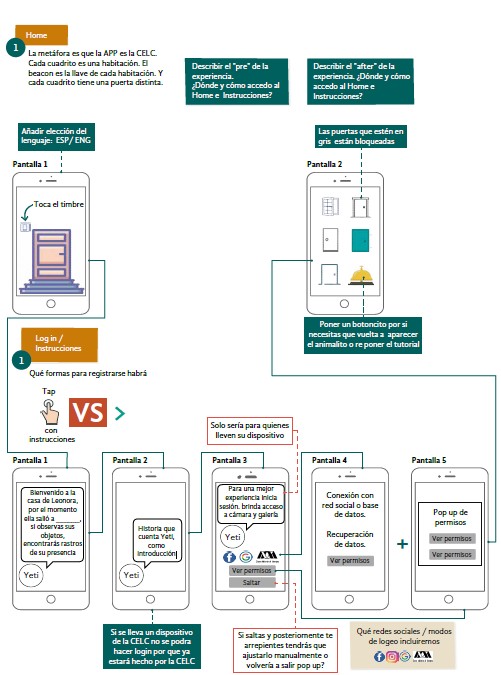 Home
1
La metáfora es que la APP es la CELC.
Cada cuadrito es una habitación. El
beacon es la llave de cada habitación. Y
cada cuadrito tiene una puerta distinta.
Describir el "pre" de la
experiencia.
¿Dónde y cómo accedo al
Home e Instrucciones?
Describir el "after" de la
experiencia. ¿Dónde y cómo
accedo al Home e
Instrucciones?
Añadir elección del
lenguaje: ESP/ ENG
Las puertas que estén en
gris están bloqueadas
Pantalla 1
Pantalla 2
Toca el timbre
Poner un botoncito por si
necesitas que vuelta a aparecer
el animalito o re poner el tutorial
Log in /
Instrucciones
1
Qué formas para registrarse habrá
Tap
con
instrucciones
VS
Solo sería para quienes
lleven su dispositivo
Pantalla 1
Pantalla 2
Pantalla 3
Pantalla 4
Pantalla 5
Bienvenido a la
casa de Leonora,
por el momento
ella salió a ______,
si observas sus
objetos,
encontrarás rastros
de su presencia
Yeti
Historia que
cuenta Yeti,
como
introducción
Yeti
Para una mejor
experiencia inicia
sesión, brinda acceso
a cámara y galería
Yeti
Ver permisos
Saltar
Conexión con
red social o base
de datos.
Recuperación
de datos.
Ver permisos
+
Pop up de
permisos
Ver permisos
Ver permisos
Si se lleva un dispositivo
de la CELC no se podra
hacer login por que ya
estará hecho por la CELC
Si saltas y posteriormente te
arrepientes tendrás que
ajustarlo manualmente o
volvería a salir pop up?
Qué redes sociales / modos
de logeo incluiremos